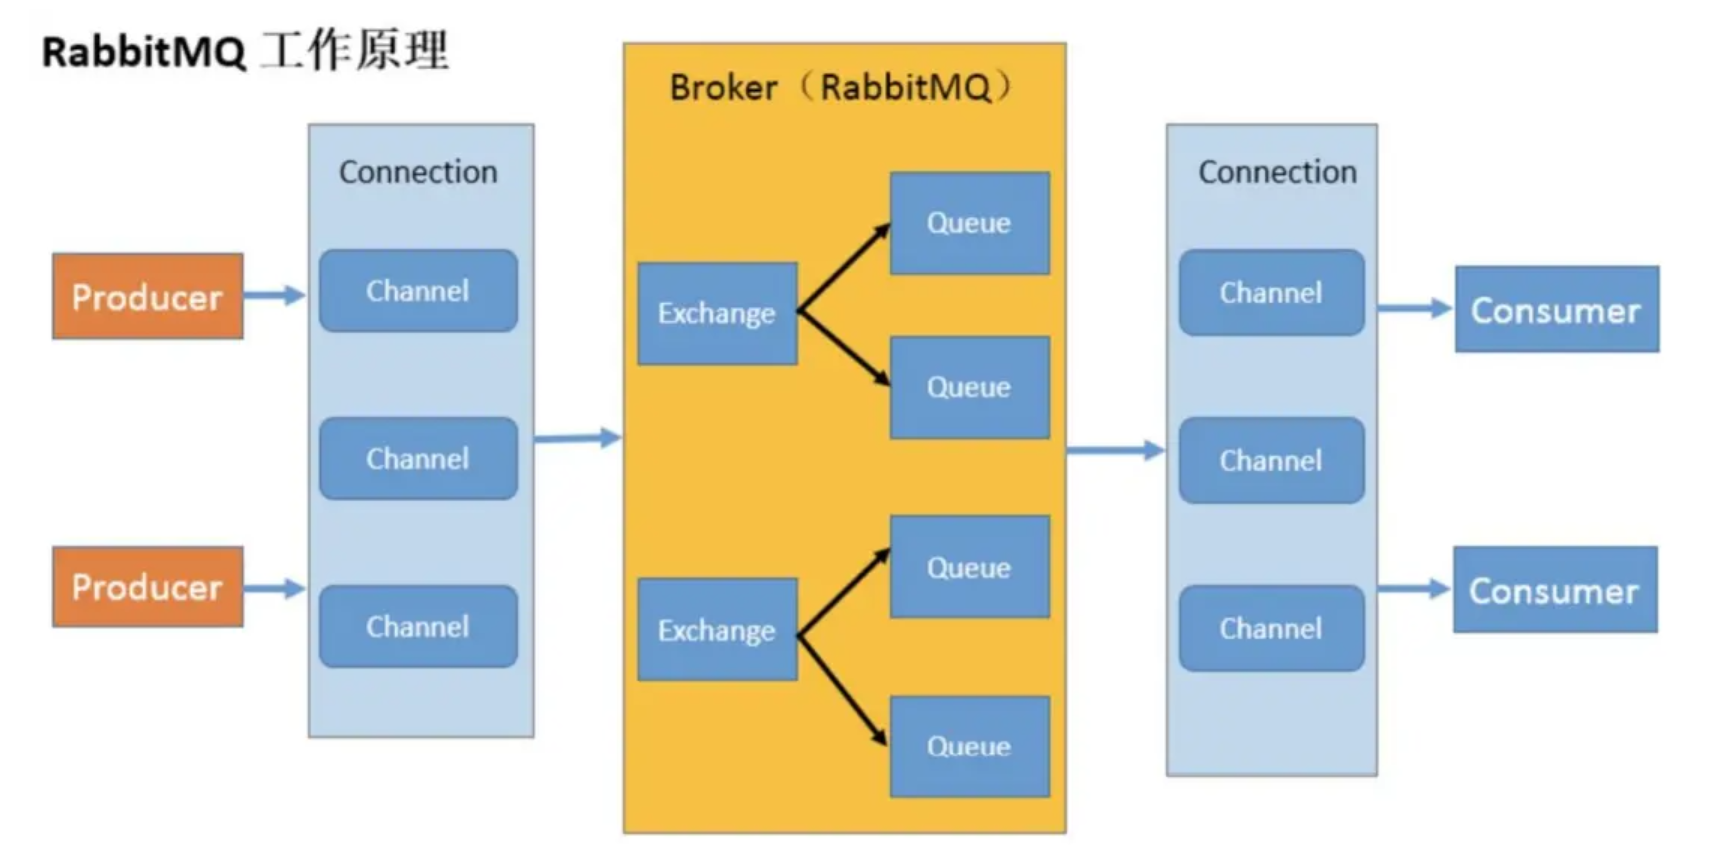 RabbitMQ 工作原理
Broker（RabbitMQ）
Connection
Connection
Producer
Channel
Channel
Channel
Producer
Exchange
Queue
Queue
Exchange
Queue
Queue
Channel
Channel
Channel
Consumer
Consumer